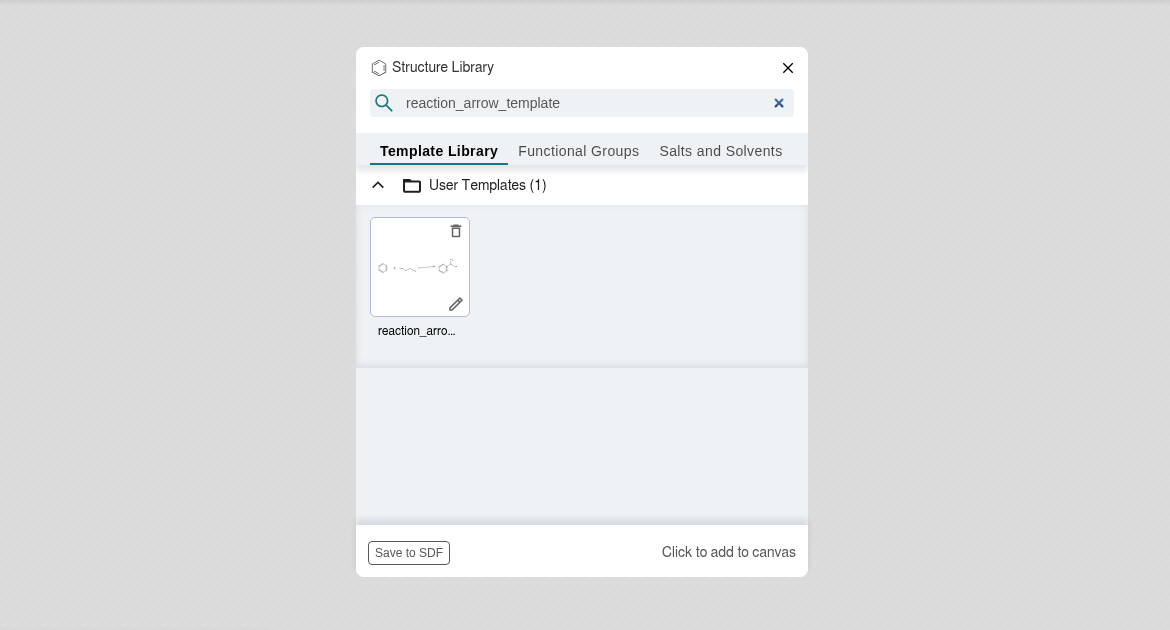 Structure Library
reaction_arrow_template
Template Library Functional Groups Salts and Solvents
User Templates (1)
reaction_arro...
Save to SDF Click to add to canvas